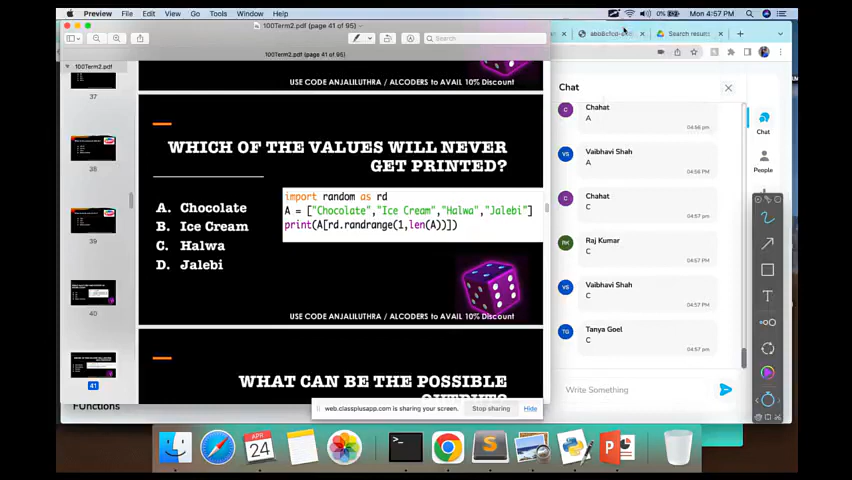 Preview File Edit View Go Tools Window Help
0% Mon 4:57 PM
100Term2.pdf (page 41 of 95)
Search
100Term2.pdf (page 41 of 95)
Search results
100Term2.pdf
37
38
39
40
41
USE CODE ANJALILUTHRA / ALCODERS to AVAIL 10% Discount
WHICH OF THE VALUES WILL NEVER
GET PRINTED?
A. Chocolate
B. Ice Cream
C. Halwa
D. Jalebi
import random as rd
A = ["Chocolate","Ice Cream","Halwa","Jalebi"]
print(A[rd.randrange(1,len(A))])
USE CODE ANJALILUTHRA / ALCODERS to AVAIL 10% Discount
WHAT CAN BE THE POSSIBLE
FUnctions
web.classplusapp.com is sharing your screen. Stop sharing Hide
Chat
C Chahat
A
04:56 pm
VS Vaibhavi Shah
A
04:56 PM
C Chahat
C
04:57 pm
RK Raj Kumar
C
04:57 PM
VS Vaibhavi Shah
C
04:57 PM
TG Tanya Goel
C
04:57 pm
Write Something
Chat
People
T
APR
24